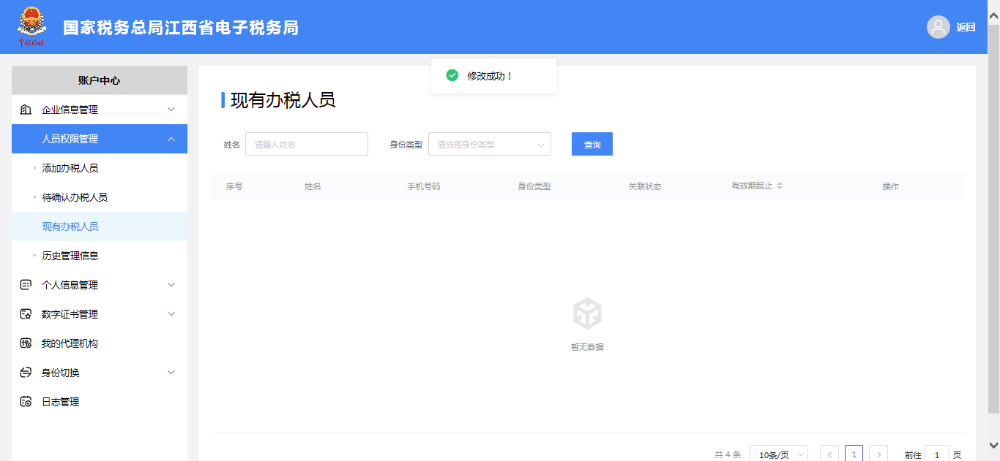 国家税务总局江西省电子税务局
返回
修改成功！
账户中心
企业信息管理
人员权限管理
添加办税人员
待确认办税人员
现有办税人员
历史管理信息
个人信息管理
数字证书管理
我的代理机构
身份切换
日志管理
现有办税人员
姓名 请输入姓名 身份类型 请选择身份类型 查询
序号 姓名 手机号码 身份类型 关联状态 有效期起止 操作
暂无数据
共 4 条 10条/页 1 前往 1 页